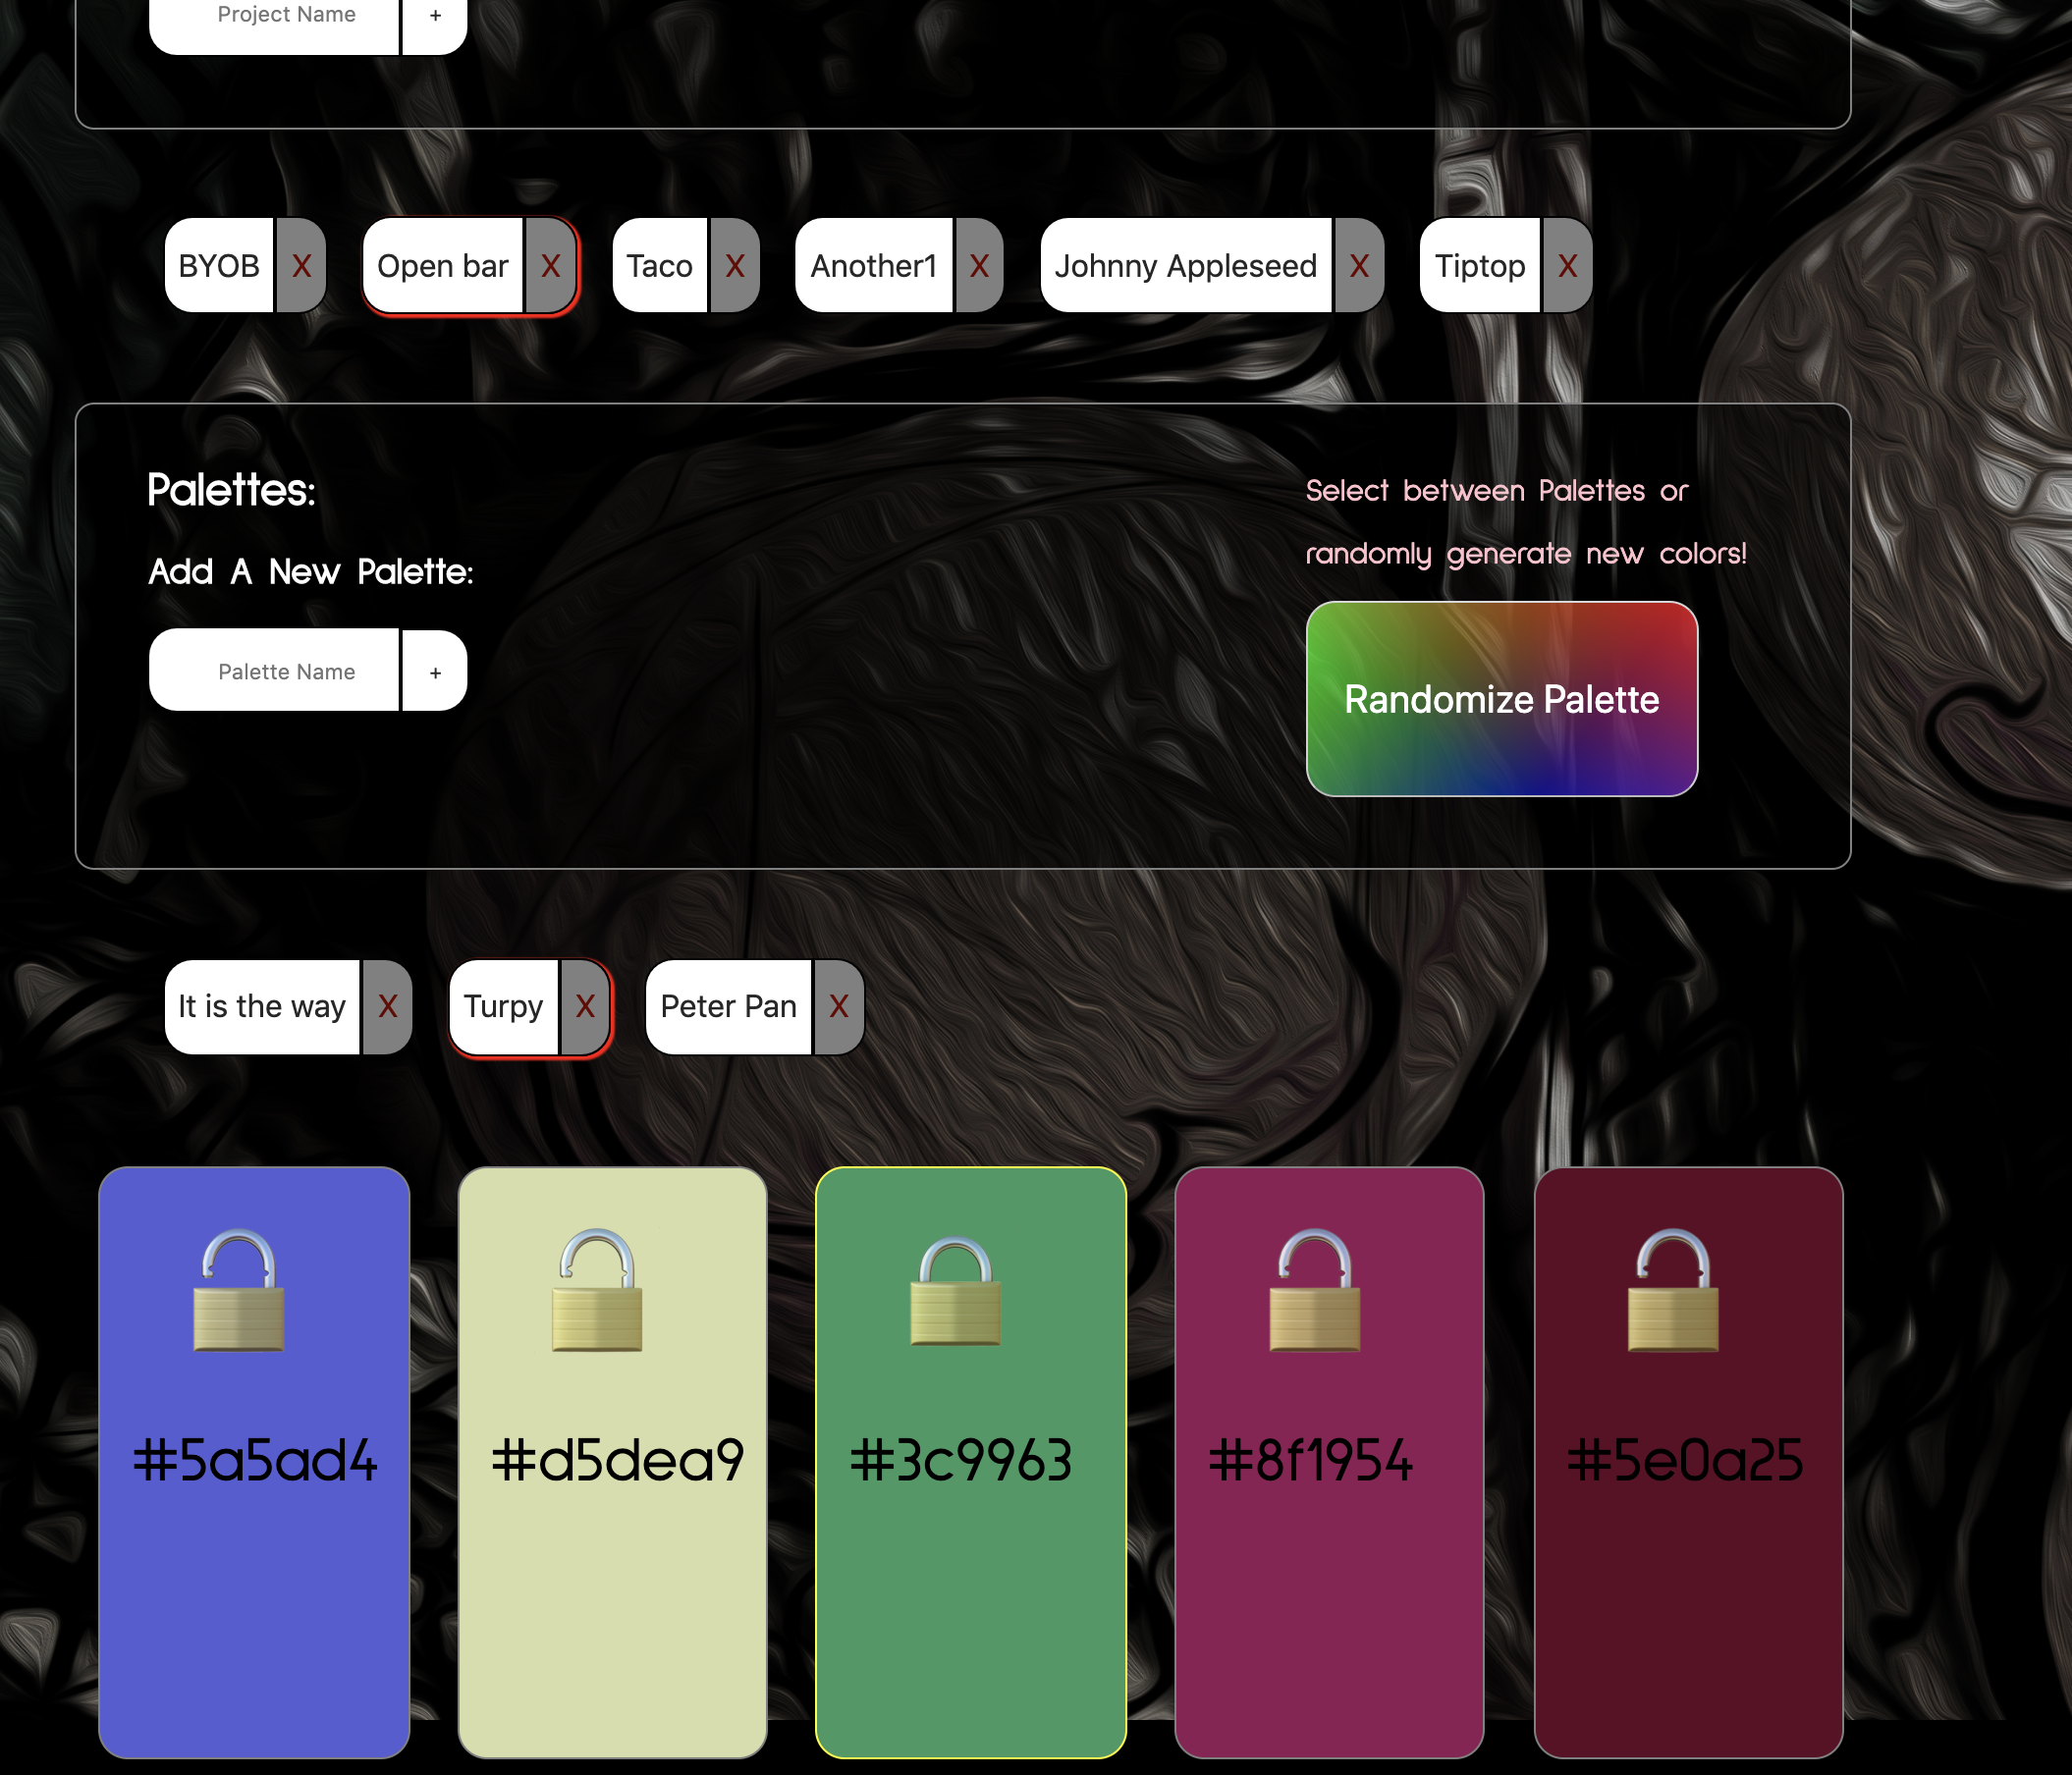 Project Name +
BYOB X Open bar X Taco X Another1 X Johnny Appleseed X Tiptop X
Palettes:
Add A New Palette:
Palette Name +
Select between Palettes or
randomly generate new colors!
Randomize Palette
It is the way X Turpy X Peter Pan X
#5a5ad4 #d5dea9 #3c9963 #8f1954 #5e0a25